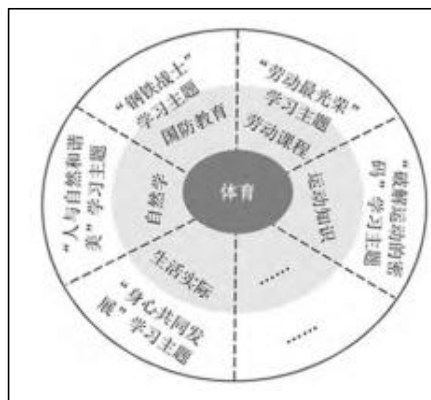 “钢铁战士”
学习主题
国防教育
“劳动最光荣”
学习主题
劳动课程
“人与自然和谐
美”学习主题
自然学
体育
运动知识
“破解运动的密
码”学习主题
生活实际
“身心共同发
展”学习主题
……
……